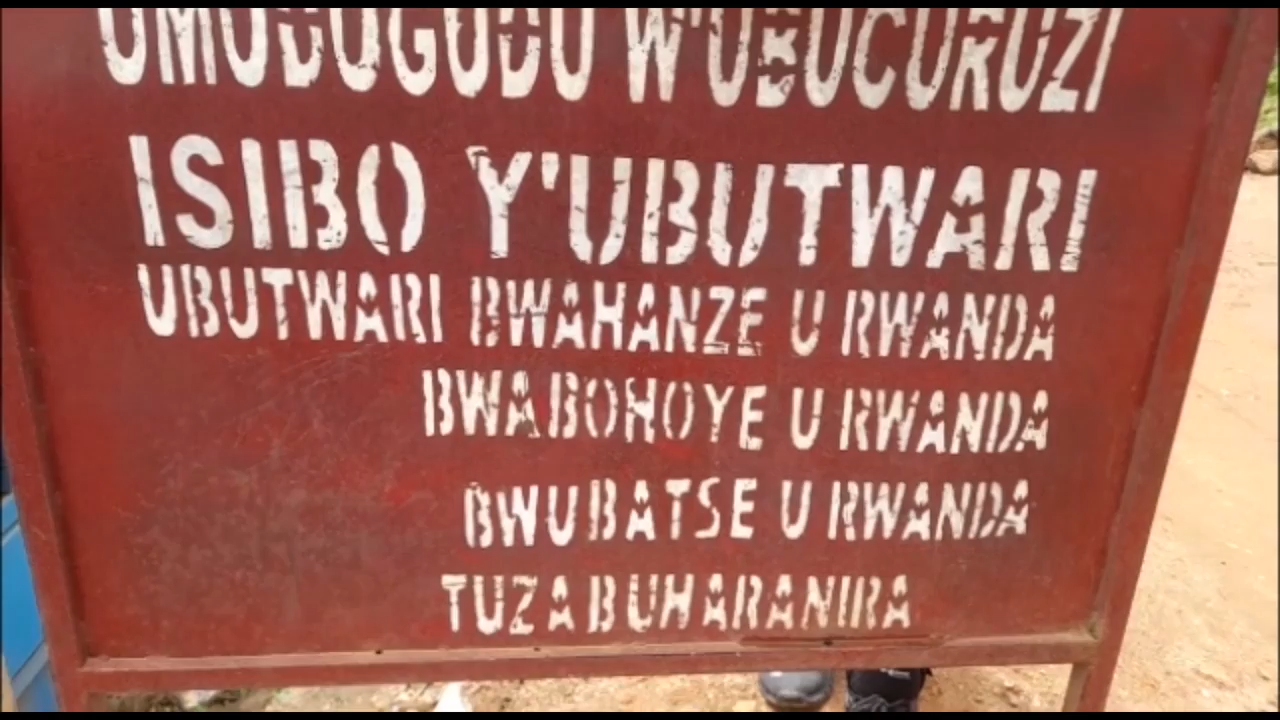 UMUDUGUDU W'UBUCURUZI
ISIBO Y'UBUTWARI
UBUTWARI BWAHANZE U RWANDA
BWABOHOYE U RWANDA
BWUBATSE U RWANDA
TUZABUHARANIRA